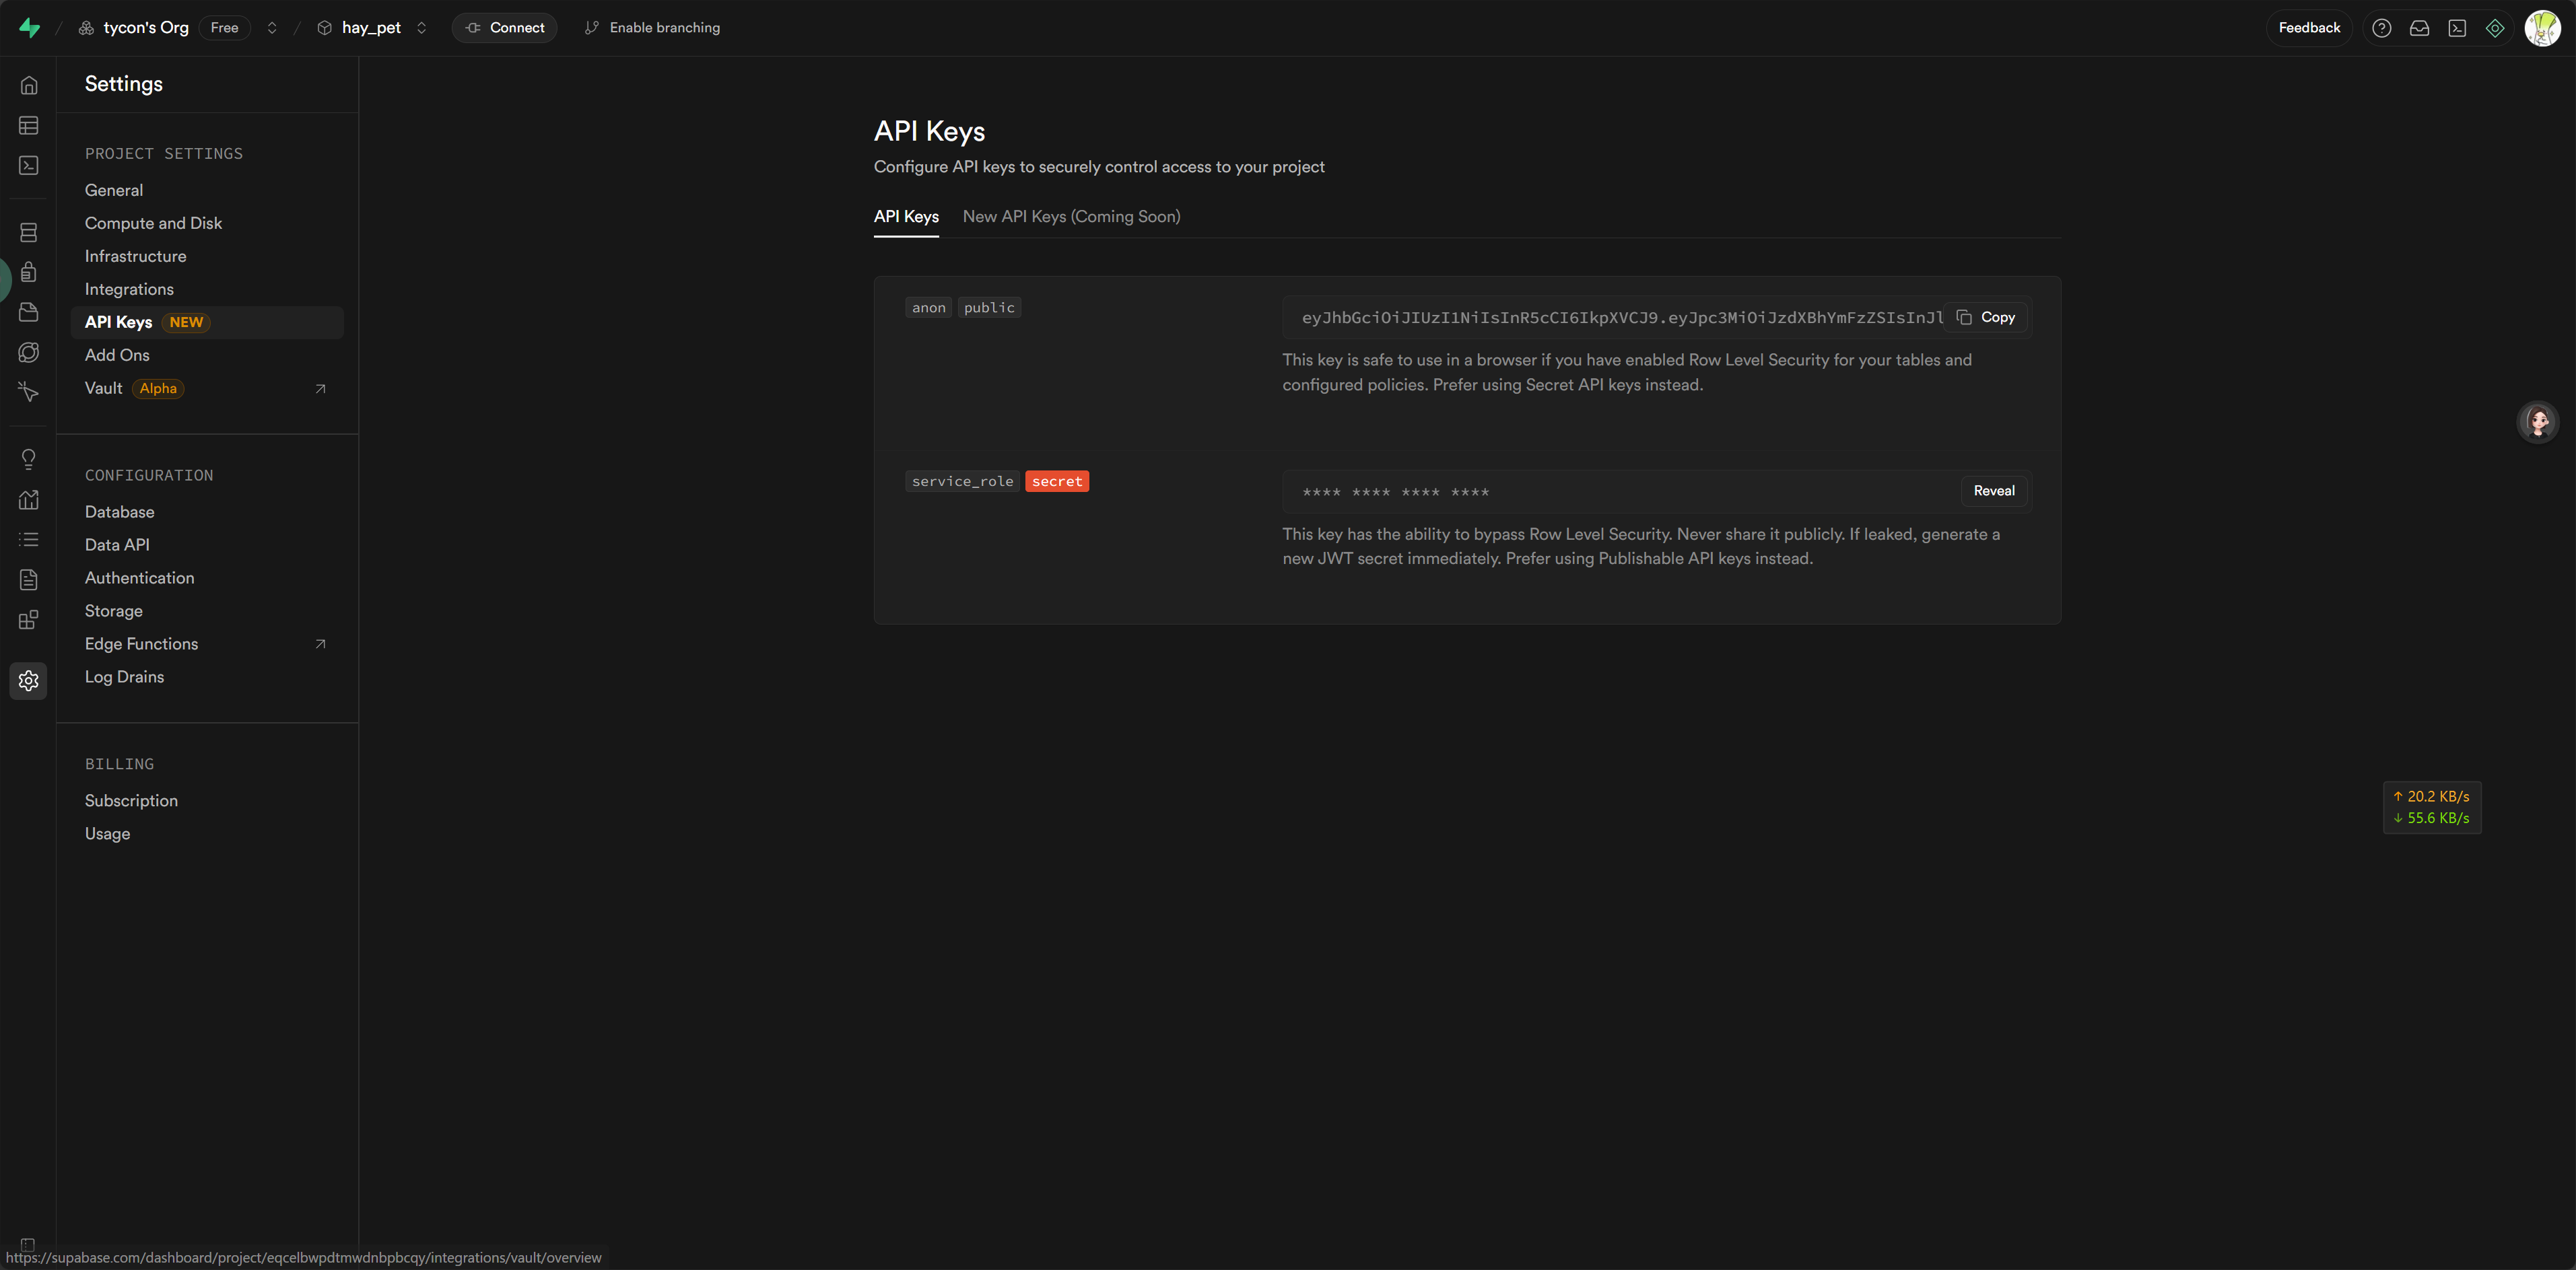 tycon's Org Free hay_pet Connect Enable branching Feedback
Settings
PROJECT SETTINGS
General
Compute and Disk
Infrastructure
Integrations
API Keys NEW
Add Ons
Vault Alpha
CONFIGURATION
Database
Data API
Authentication
Storage
Edge Functions
Log Drains
BILLING
Subscription
Usage
API Keys
Configure API keys to securely control access to your project
API Keys New API Keys (Coming Soon)
anon public
eyJhbGciOiJIUzI1NiIsInR5cCI6IkpXVCJ9.eyJpc3MiOiJzdXBhYmFzZSIsInJl Copy
This key is safe to use in a browser if you have enabled Row Level Security for your tables and
configured policies. Prefer using Secret API keys instead.
service_role secret
**** **** **** **** Reveal
This key has the ability to bypass Row Level Security. Never share it publicly. If leaked, generate a
new JWT secret immediately. Prefer using Publishable API keys instead.
↑ 20.2 KB/s
↓ 55.6 KB/s
https://supabase.com/dashboard/project/eqcelbwpdtmwdnbpbcqy/integrations/vault/overview